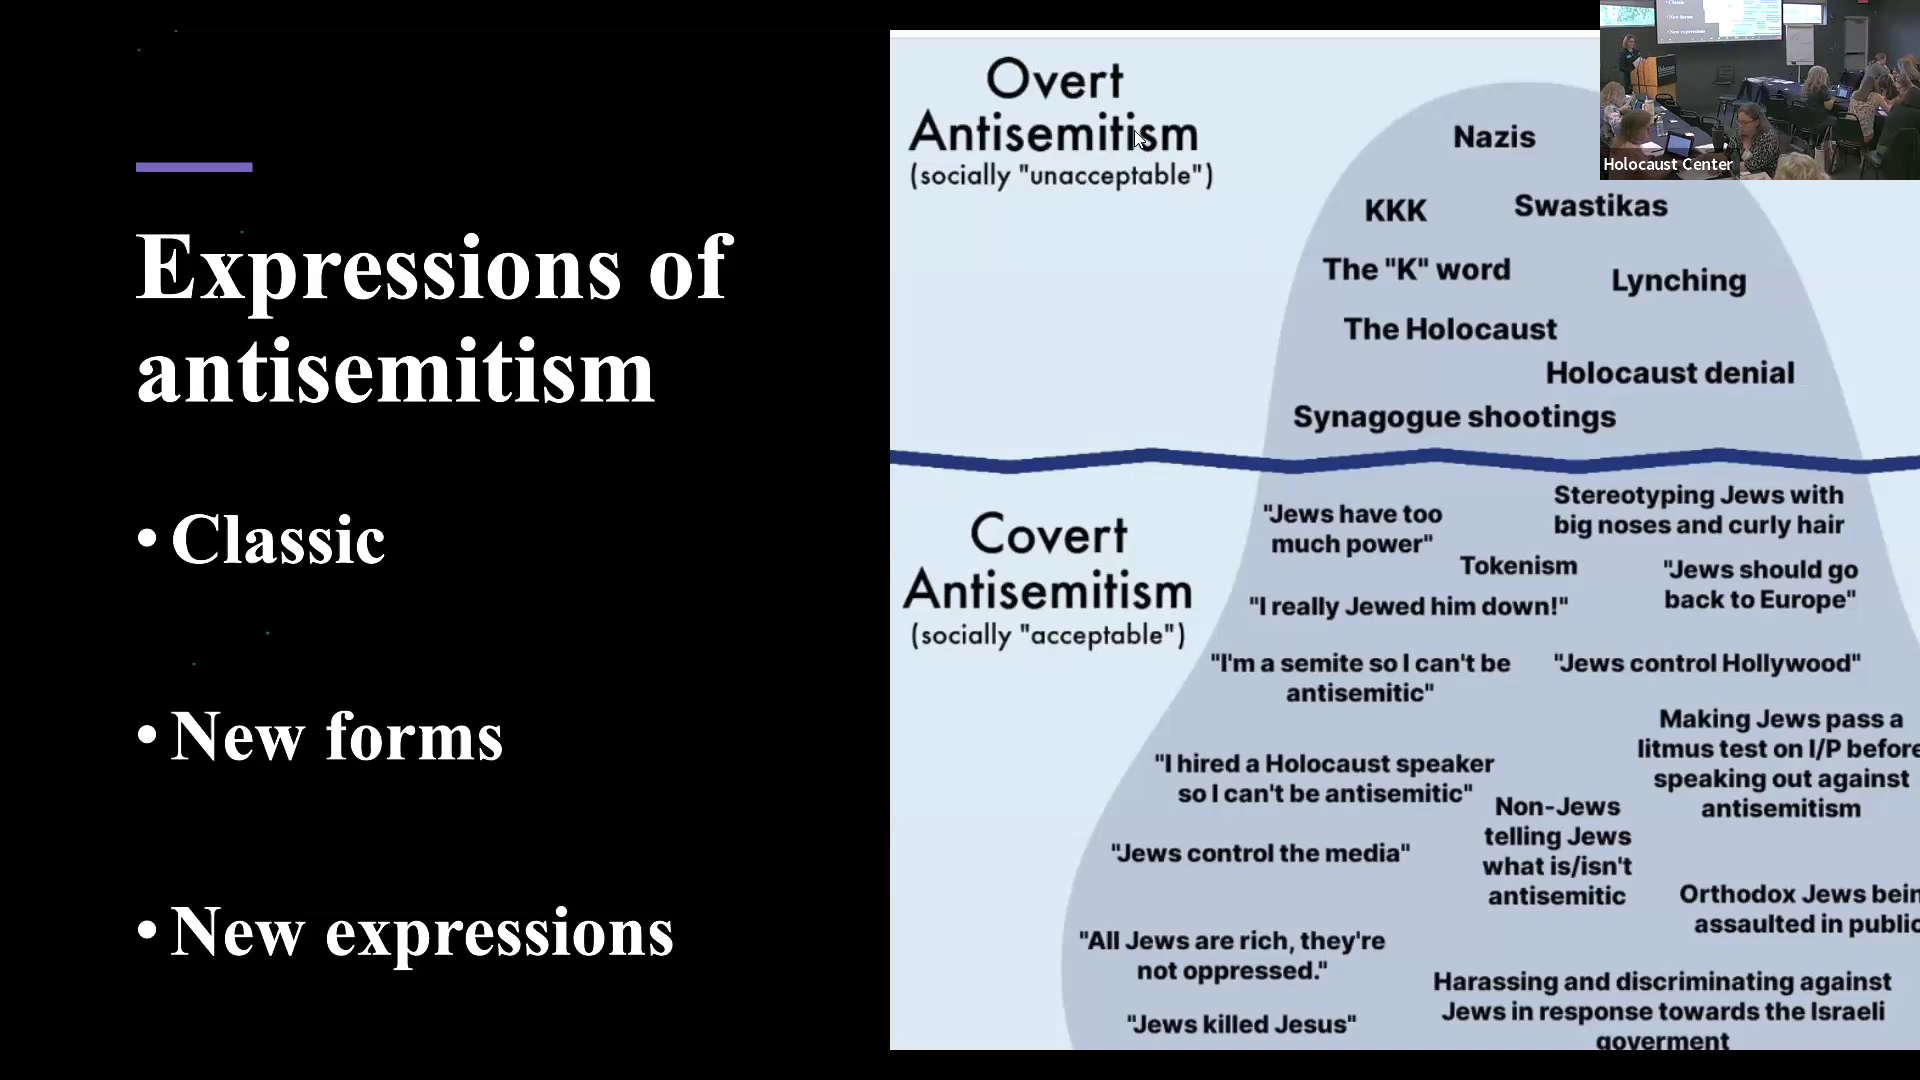 Expressions of
antisemitism
• Classic
• New forms
• New expressions
Overt
Antisemitism
(socially "unacceptable")
Nazis
KKK
Swastikas
The "K" word
Lynching
The Holocaust
Holocaust denial
Synagogue shootings
Covert
Antisemitism
(socially "acceptable")
"Jews have too
much power"
Stereotyping Jews with
big noses and curly hair
Tokenism
"Jews should go
back to Europe"
"I really Jewed him down!"
"I'm a semite so I can't be
antisemitic"
"Jews control Hollywood"
Making Jews pass a
litmus test on I/P before
speaking out against
antisemitism
"I hired a Holocaust speaker
so I can't be antisemitic"
Non-Jews
telling Jews
what is/isn't
antisemitic
"Jews control the media"
Orthodox Jews bein
assaulted in public
"All Jews are rich, they're
not oppressed."
Harassing and discriminating against
Jews in response towards the Israeli
goverment
"Jews killed Jesus"
Holocaust Center